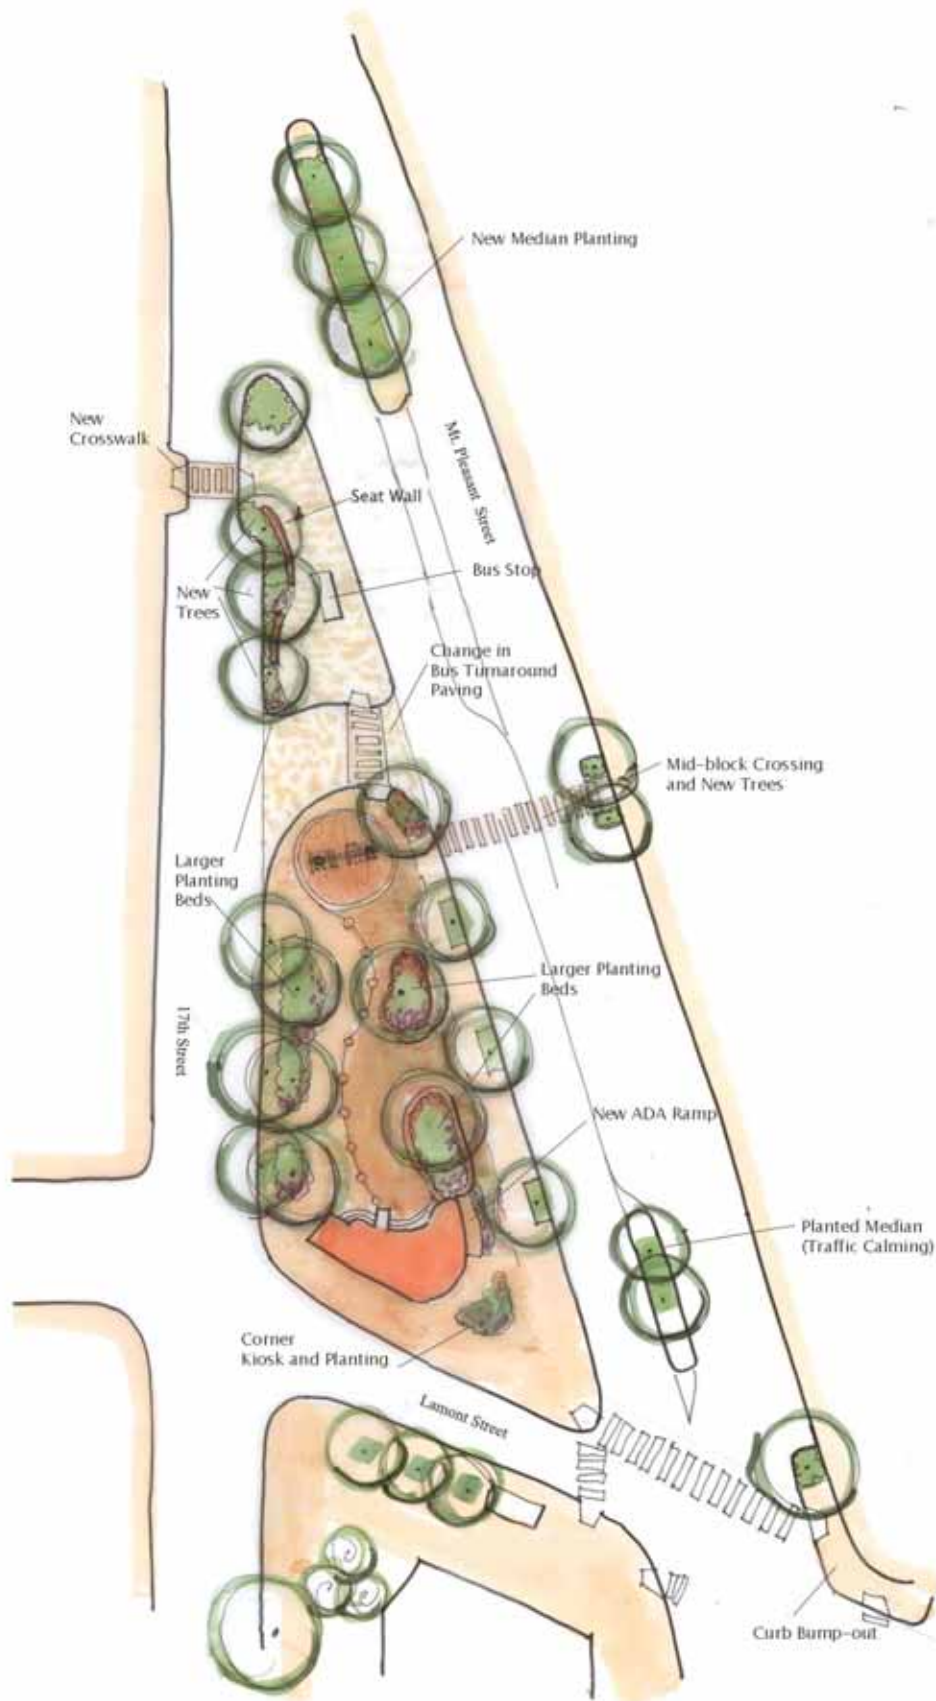 New Median Planting
New
Crosswalk
Mt. Pleasant Street
Seat Wall
Bus Stop
New
Trees
Change in
Bus Turnaround
Paving
Mid-block Crossing
and New Trees
Larger
Planting
Beds
Larger Planting
Beds
17th Street
New ADA Ramp
Planted Median
(Traffic Calming)
Corner
Kiosk and Planting
Lamont Street
Curb Bump-out